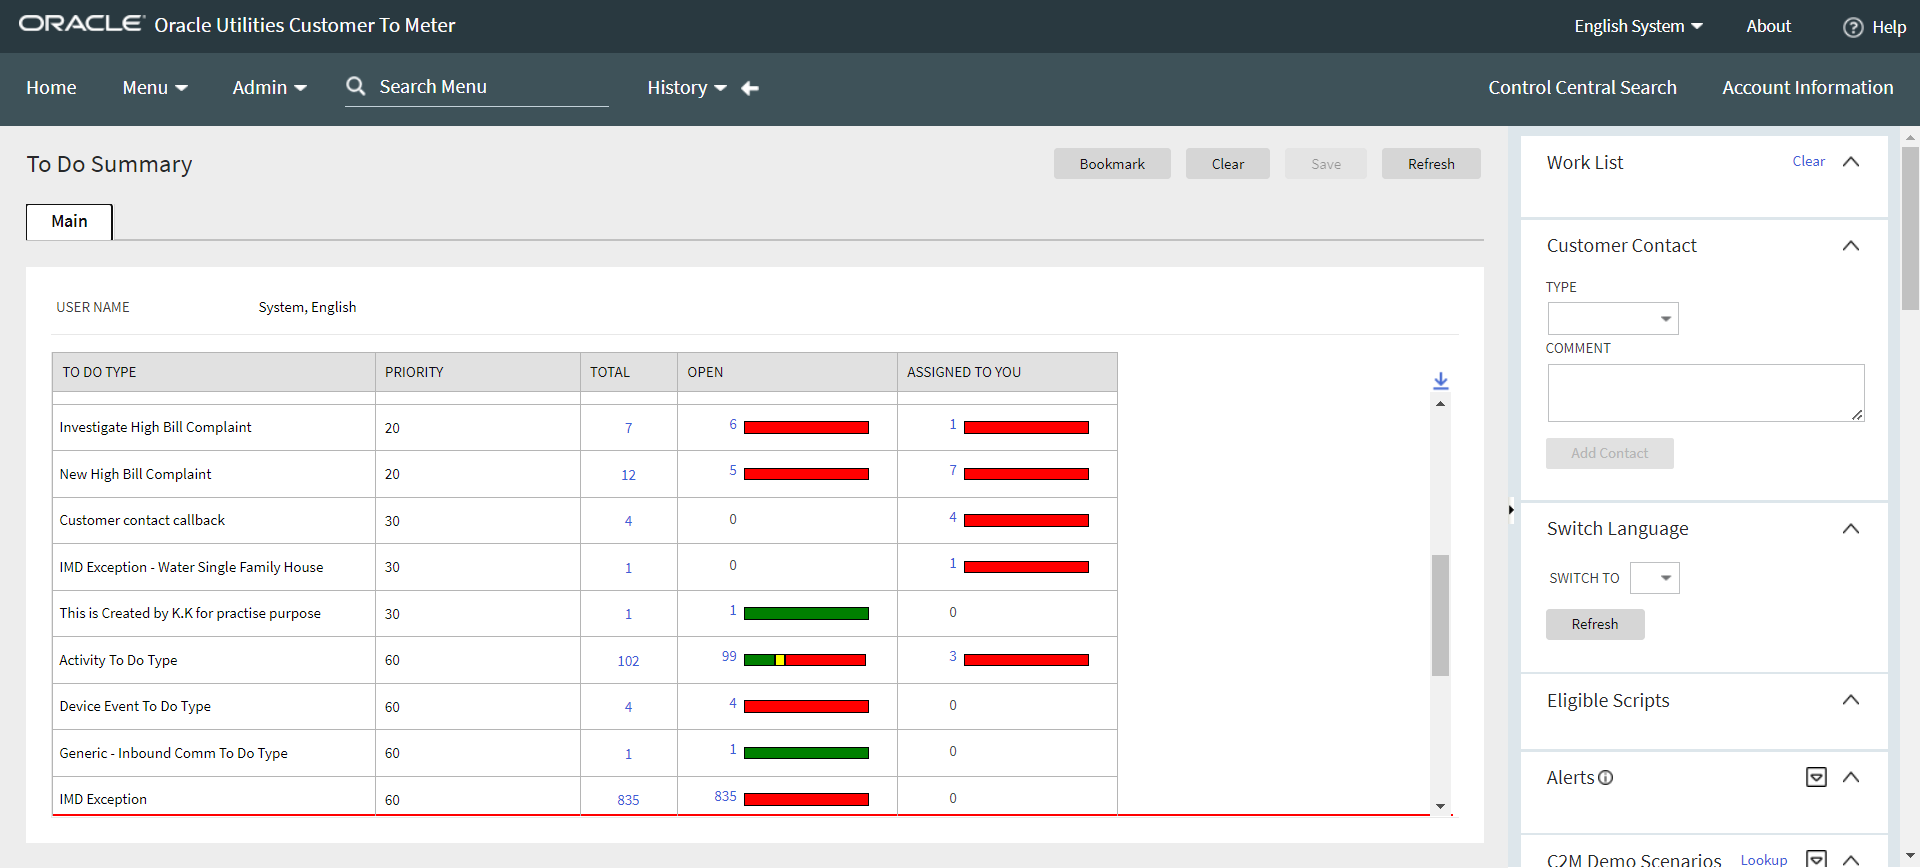 ORACLE Oracle Utilities Customer To Meter
English System About Help
Home Menu Admin Search Menu History Control Central Search Account Information
To Do Summary
Bookmark Clear Save Refresh
Main
USER NAME System, English
TO DO TYPE PRIORITY TOTAL OPEN ASSIGNED TO YOU
Investigate High Bill Complaint 20 7 6 1
New High Bill Complaint 20 12 5 7
Customer contact callback 30 4 0 4
IMD Exception - Water Single Family House 30 1 0 1
This is Created by K.K for practise purpose 30 1 1 0
Activity To Do Type 60 102 99 3
Device Event To Do Type 60 4 4 0
Generic - Inbound Comm To Do Type 60 1 1 0
IMD Exception 60 835 835 0
Work List Clear
Customer Contact
TYPE
COMMENT
Add Contact
Switch Language
SWITCH TO
Refresh
Eligible Scripts
Alerts
C2M Demo Scenarios Lookup